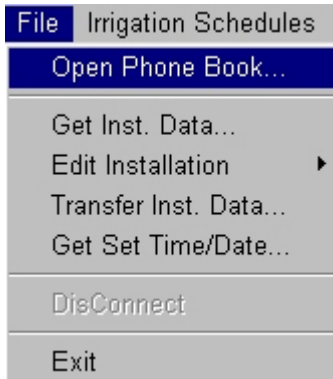 File Irrigation Schedules
Open Phone Book...
Get Inst. Data...
Edit Installation
Transfer Inst. Data...
Get Set Time/Date...
DisConnect
Exit